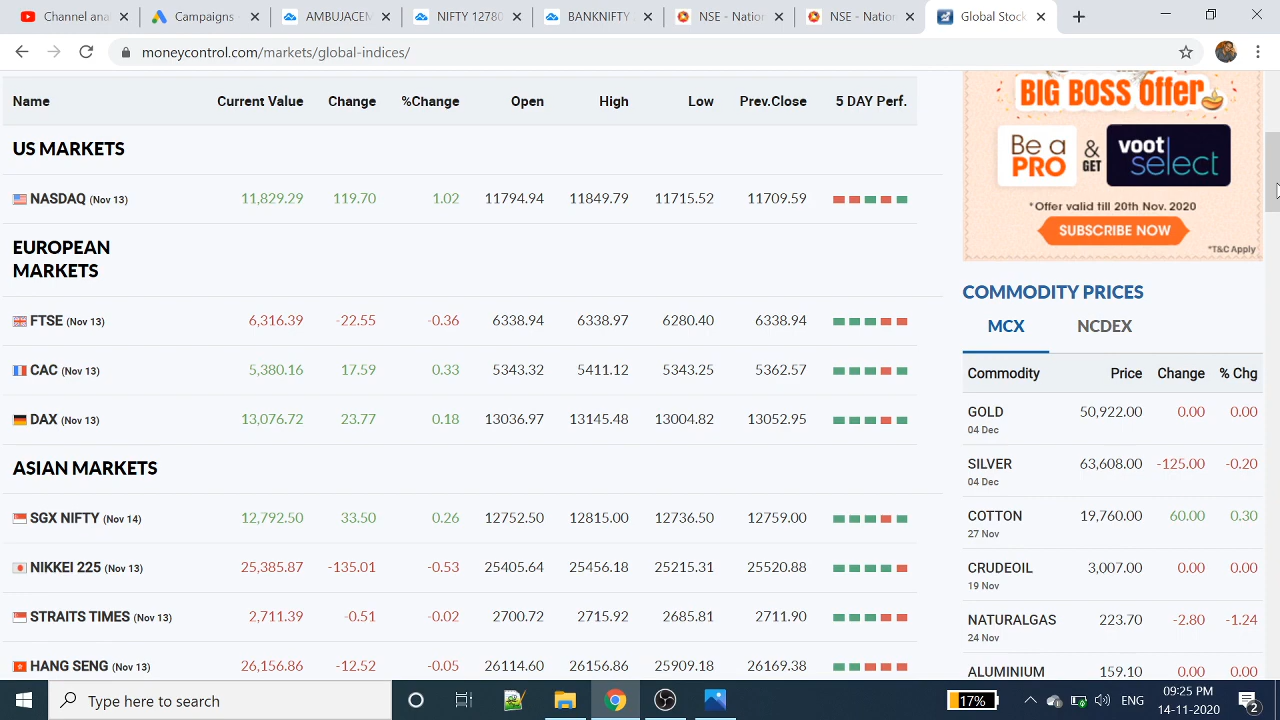 YouTube
Channel ana
Campaigns
AMBUJACEM
NIFTY 12780
BANKNIFTY
NSE - Nation
NSE - Nation
Global Stock
moneycontrol.com/markets/global-indices/
Name Current Value Change %Change Open High Low Prev.Close 5 DAY Perf.
US MARKETS
NASDAQ (Nov 13) 11,829.29 119.70 1.02 11794.94 11849.79 11715.52 11709.59
EUROPEAN
MARKETS
FTSE (Nov 13) 6,316.39 -22.55 -0.36 6338.94 6338.97 6280.40 6338.94
CAC (Nov 13) 5,380.16 17.59 0.33 5343.32 5411.12 5343.25 5362.57
DAX (Nov 13) 13,076.72 23.77 0.18 13036.97 13145.48 13004.82 13052.95
ASIAN MARKETS
SGX NIFTY (Nov 14) 12,792.50 33.50 0.26 12752.50 12815.00 12736.50 12759.00
NIKKEI 225 (Nov 13) 25,385.87 -135.01 -0.53 25405.64 25456.18 25215.31 25520.88
STRAITS TIMES (Nov 13) 2,711.39 -0.51 -0.02 2700.72 2715.92 2685.81 2711.90
HANG SENG (Nov 13) 26,156.86 -12.52 -0.05 26114.60 26156.86 25909.18 26169.38
BIG BOSS Offer
Be a
PRO
& GET
voot
select
*Offer valid till 20th Nov. 2020
SUBSCRIBE NOW
*T&C Apply
COMMODITY PRICES
MCX NCDEX
Commodity Price Change % Chg
GOLD 50,922.00 0.00 0.00
04 Dec
SILVER 63,608.00 -125.00 -0.20
04 Dec
COTTON 19,760.00 60.00 0.30
27 Nov
CRUDEOIL 3,007.00 0.00 0.00
19 Nov
NATURALGAS 223.70 -2.80 -1.24
24 Nov
ALUMINIUM 159.10 0.00 0.00
Type here to search
17%
ENG
09:25 PM
14-11-2020
2